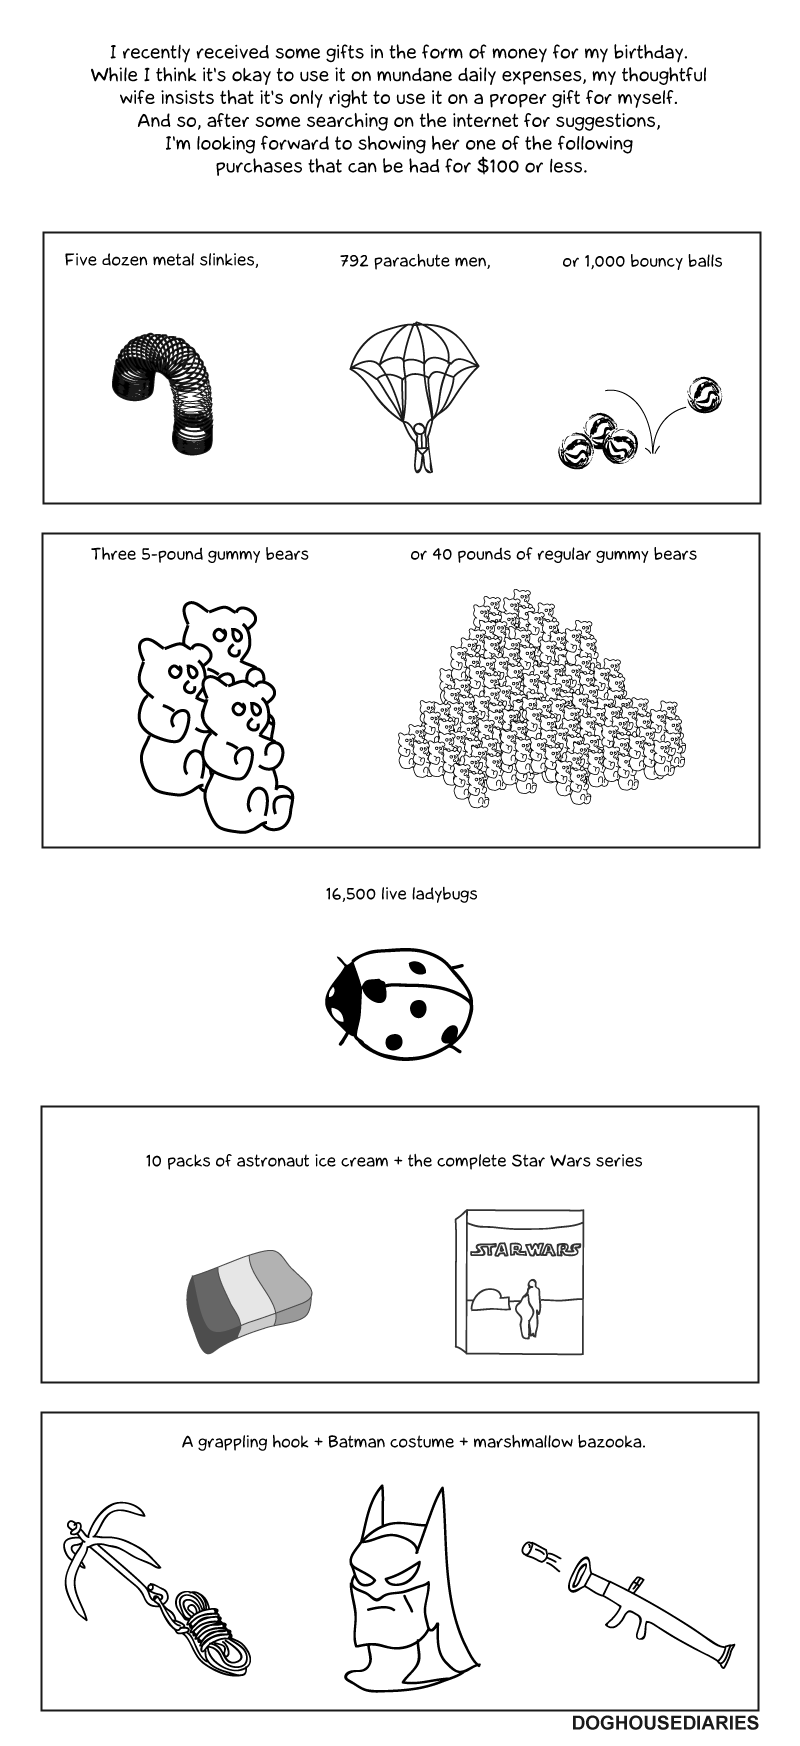 I recently received some gifts in the form of money for my birthday.
While I think it's okay to use it on mundane daily expenses, my thoughtful
wife insists that it's only right to use it on a proper gift for myself.
And so, after some searching on the internet for suggestions,
I'm looking forward to showing her one of the following
purchases that can be had for $100 or less.
Five dozen metal slinkies,
792 parachute men,
or 1,000 bouncy balls
Three 5-pound gummy bears
or 40 pounds of regular gummy bears
16,500 live ladybugs
10 packs of astronaut ice cream + the complete Star Wars series
STAR WARS
A grappling hook + Batman costume + marshmallow bazooka.
DOGHOUSEDIARIES